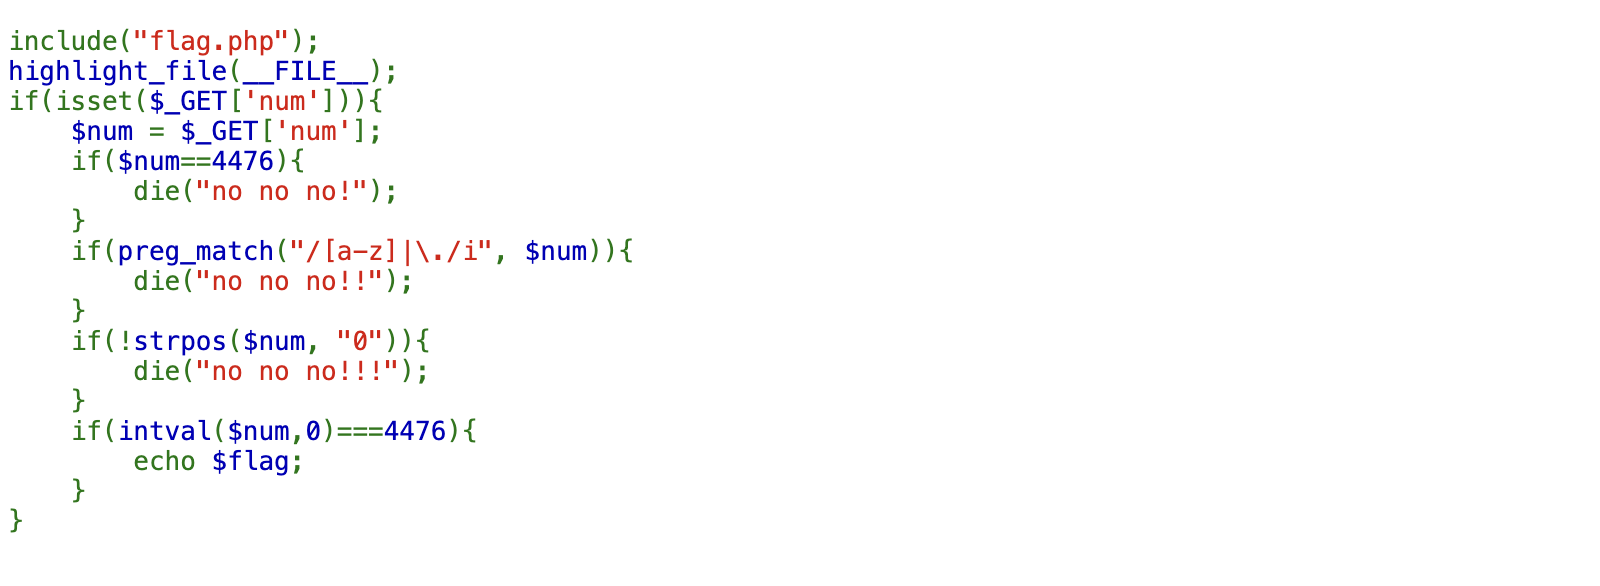 include("flag.php");
highlight_file(__FILE__);
if(isset($_GET['num'])){
    $num = $_GET['num'];
    if($num==4476){
        die("no no no!");
    }
    if(preg_match("/[a-z]|\./i", $num)){
        die("no no no!!");
    }
    if(!strpos($num, "0")){
        die("no no no!!!");
    }
    if(intval($num,0)===4476){
        echo $flag;
    }
}